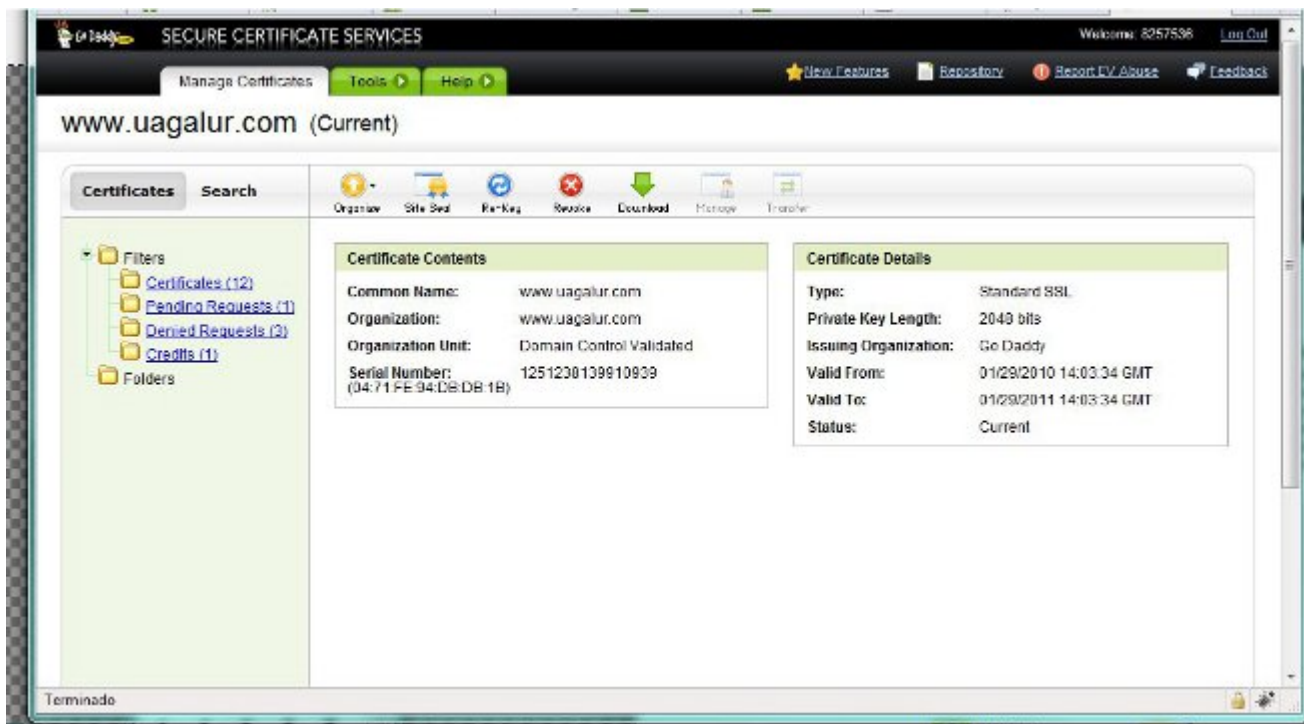 Go Daddy SECURE CERTIFICATE SERVICES Welcome: 8257536 Log Out
Manage Certificates Tools Help New Features Repository Report EV Abuse Feedback
www.uagalur.com (Current)
Certificates Search
Organize Site Seal Re-Key Revoke Download Manage Transfer
Filters
Certificates (12)
Pending Requests (1)
Denied Requests (3)
Credits (1)
Folders
Certificate Contents
Common Name: www.uagalur.com
Organization: www.uagalur.com
Organization Unit: Domain Control Validated
Serial Number: 1251238139910939
(04:71:FE:94:DB:DB:1B)
Certificate Details
Type: Standard SSL
Private Key Length: 2048 bits
Issuing Organization: Go Daddy
Valid From: 01/29/2010 14:03:34 GMT
Valid To: 01/29/2011 14:03:34 GMT
Status: Current
Terminado